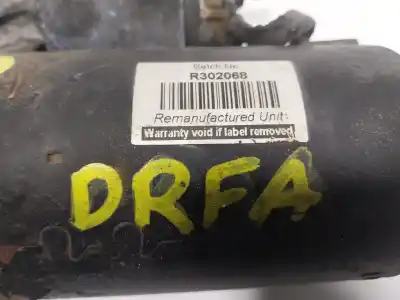 Batch No:
R302068
Remanufactured Unit
Warranty void if label removed
DRFA